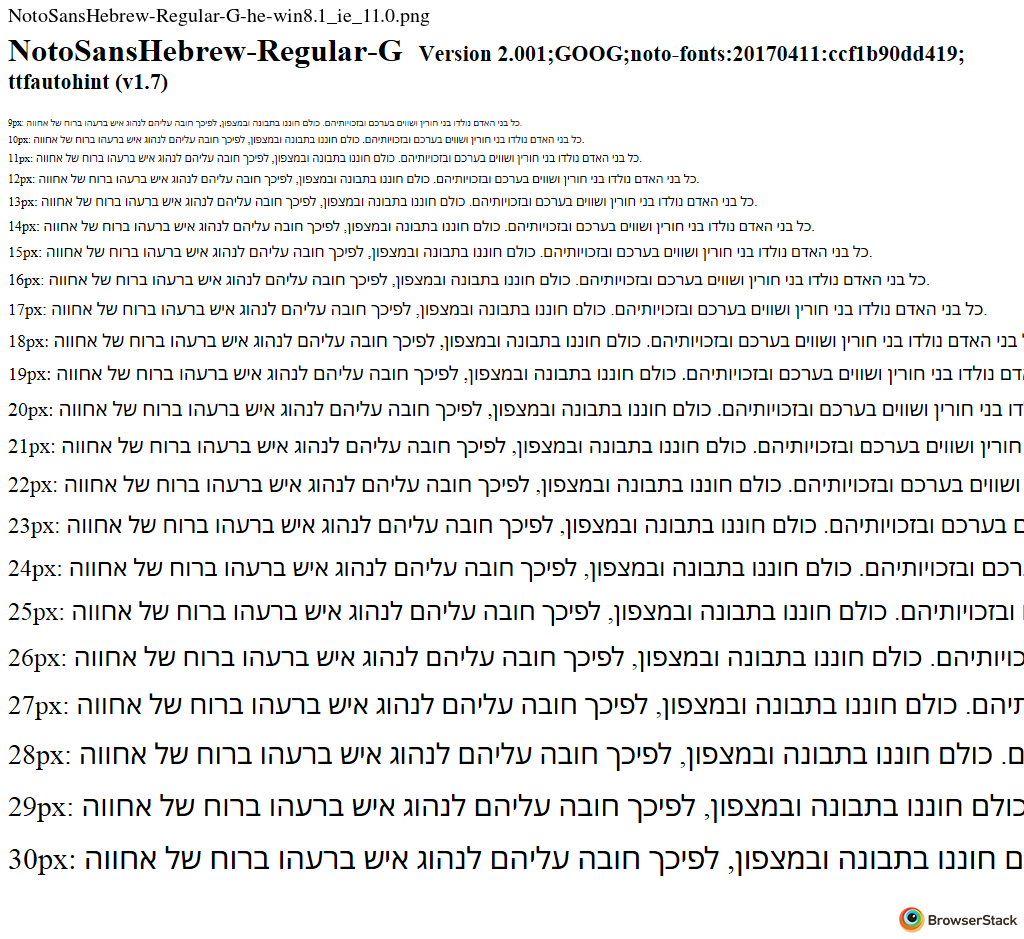 NotoSansHebrew-Regular-G-he-win8.1_ie_11.0.png
NotoSansHebrew-Regular-G Version 2.001;GOOG;noto-fonts:20170411:ccf1b90dd419;
ttfautohint (v1.7)
9px: כל בני האדם נולדו בני חורין ושווים בערכם ובזכויותיהם. כולם חוננו בתבונה ובמצפון, לפיכך חובה עליהם לנהוג איש ברעהו ברוח של אחווה.
10px: כל בני האדם נולדו בני חורין ושווים בערכם ובזכויותיהם. כולם חוננו בתבונה ובמצפון, לפיכך חובה עליהם לנהוג איש ברעהו ברוח של אחווה.
11px: כל בני האדם נולדו בני חורין ושווים בערכם ובזכויותיהם. כולם חוננו בתבונה ובמצפון, לפיכך חובה עליהם לנהוג איש ברעהו ברוח של אחווה.
12px: כל בני האדם נולדו בני חורין ושווים בערכם ובזכויותיהם. כולם חוננו בתבונה ובמצפון, לפיכך חובה עליהם לנהוג איש ברעהו ברוח של אחווה.
13px: כל בני האדם נולדו בני חורין ושווים בערכם ובזכויותיהם. כולם חוננו בתבונה ובמצפון, לפיכך חובה עליהם לנהוג איש ברעהו ברוח של אחווה.
14px: כל בני האדם נולדו בני חורין ושווים בערכם ובזכויותיהם. כולם חוננו בתבונה ובמצפון, לפיכך חובה עליהם לנהוג איש ברעהו ברוח של אחווה.
15px: כל בני האדם נולדו בני חורין ושווים בערכם ובזכויותיהם. כולם חוננו בתבונה ובמצפון, לפיכך חובה עליהם לנהוג איש ברעהו ברוח של אחווה.
16px: כל בני האדם נולדו בני חורין ושווים בערכם ובזכויותיהם. כולם חוננו בתבונה ובמצפון, לפיכך חובה עליהם לנהוג איש ברעהו ברוח של אחווה.
17px: כל בני האדם נולדו בני חורין ושווים בערכם ובזכויותיהם. כולם חוננו בתבונה ובמצפון, לפיכך חובה עליהם לנהוג איש ברעהו ברוח של אחווה.
18px: בני האדם נולדו בני חורין ושווים בערכם ובזכויותיהם. כולם חוננו בתבונה ובמצפון, לפיכך חובה עליהם לנהוג איש ברעהו ברוח של אחווה
19px: דם נולדו בני חורין ושווים בערכם ובזכויותיהם. כולם חוננו בתבונה ובמצפון, לפיכך חובה עליהם לנהוג איש ברעהו ברוח של אחווה
20px: דו בני חורין ושווים בערכם ובזכויותיהם. כולם חוננו בתבונה ובמצפון, לפיכך חובה עליהם לנהוג איש ברעהו ברוח של אחווה
21px: חורין ושווים בערכם ובזכויותיהם. כולם חוננו בתבונה ובמצפון, לפיכך חובה עליהם לנהוג איש ברעהו ברוח של אחווה
22px: ושווים בערכם ובזכויותיהם. כולם חוננו בתבונה ובמצפון, לפיכך חובה עליהם לנהוג איש ברעהו ברוח של אחווה
23px: ם בערכם ובזכויותיהם. כולם חוננו בתבונה ובמצפון, לפיכך חובה עליהם לנהוג איש ברעהו ברוח של אחווה
24px: רכם ובזכויותיהם. כולם חוננו בתבונה ובמצפון, לפיכך חובה עליהם לנהוג איש ברעהו ברוח של אחווה
25px: ובזכויותיהם. כולם חוננו בתבונה ובמצפון, לפיכך חובה עליהם לנהוג איש ברעהו ברוח של אחווה
26px: כויותיהם. כולם חוננו בתבונה ובמצפון, לפיכך חובה עליהם לנהוג איש ברעהו ברוח של אחווה
27px: תיהם. כולם חוננו בתבונה ובמצפון, לפיכך חובה עליהם לנהוג איש ברעהו ברוח של אחווה
28px: ם. כולם חוננו בתבונה ובמצפון, לפיכך חובה עליהם לנהוג איש ברעהו ברוח של אחווה
29px: כולם חוננו בתבונה ובמצפון, לפיכך חובה עליהם לנהוג איש ברעהו ברוח של אחווה
30px: ם חוננו בתבונה ובמצפון, לפיכך חובה עליהם לנהוג איש ברעהו ברוח של אחווה
BrowserStack